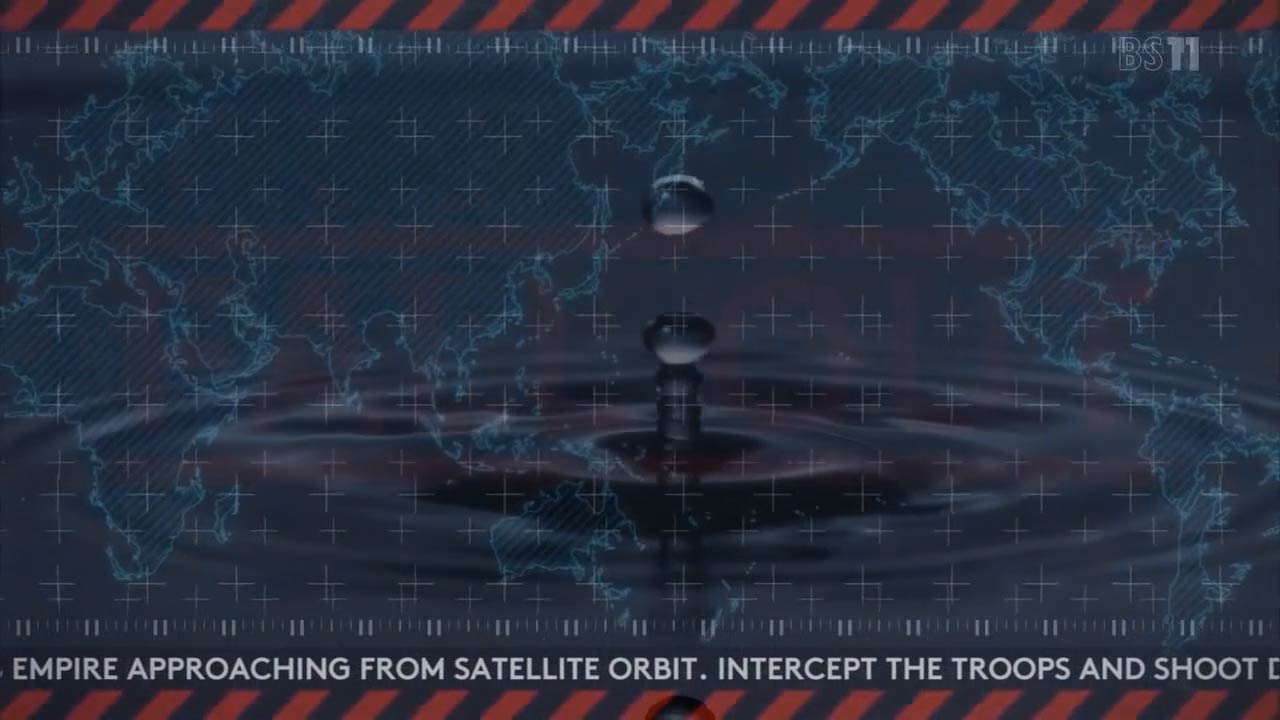 BS11
EMPIRE APPROACHING FROM SATELLITE ORBIT. INTERCEPT THE TROOPS AND SHOOT